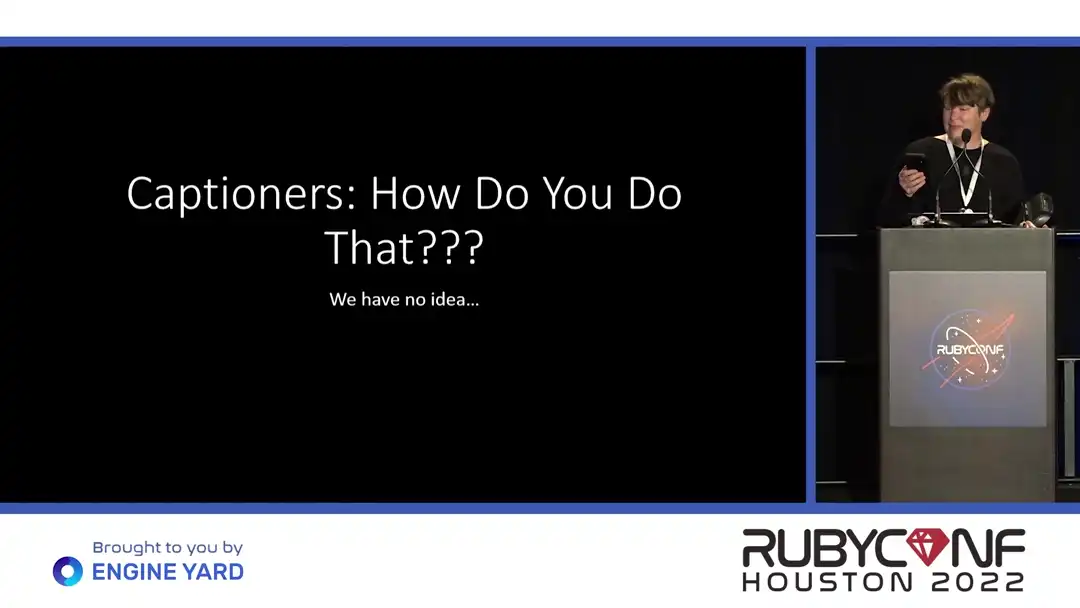 Captioners: How Do You Do
That???
We have no idea...
RUBYCONF
Brought to you by
ENGINE YARD
RUBYCONF
HOUSTON 2022